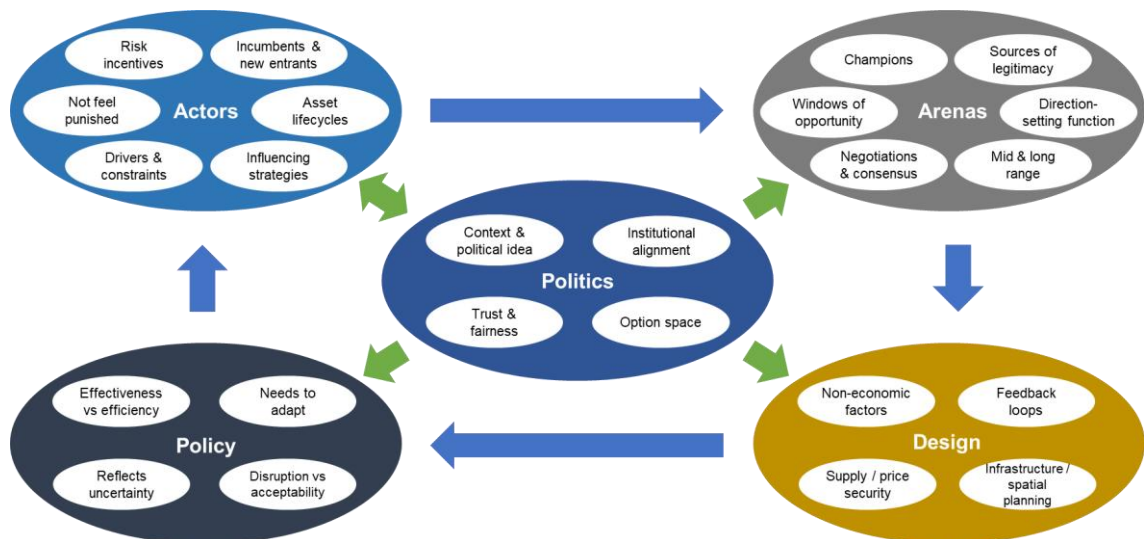 Risk
incentives
Incumbents &
new entrants
Not feel
punished
Actors
Asset
lifecycles
Drivers &
constraints
Influencing
strategies
Champions
Sources of
legitimacy
Windows of
opportunity
Arenas
Direction-
setting function
Negotiations
& consensus
Mid & long
range
Context &
political idea
Institutional
alignment
Politics
Trust &
fairness
Option space
Effectiveness
vs efficiency
Needs to
adapt
Policy
Reflects
uncertainty
Disruption vs
acceptability
Non-economic
factors
Feedback
loops
Design
Supply / price
security
Infrastructure /
spatial
planning